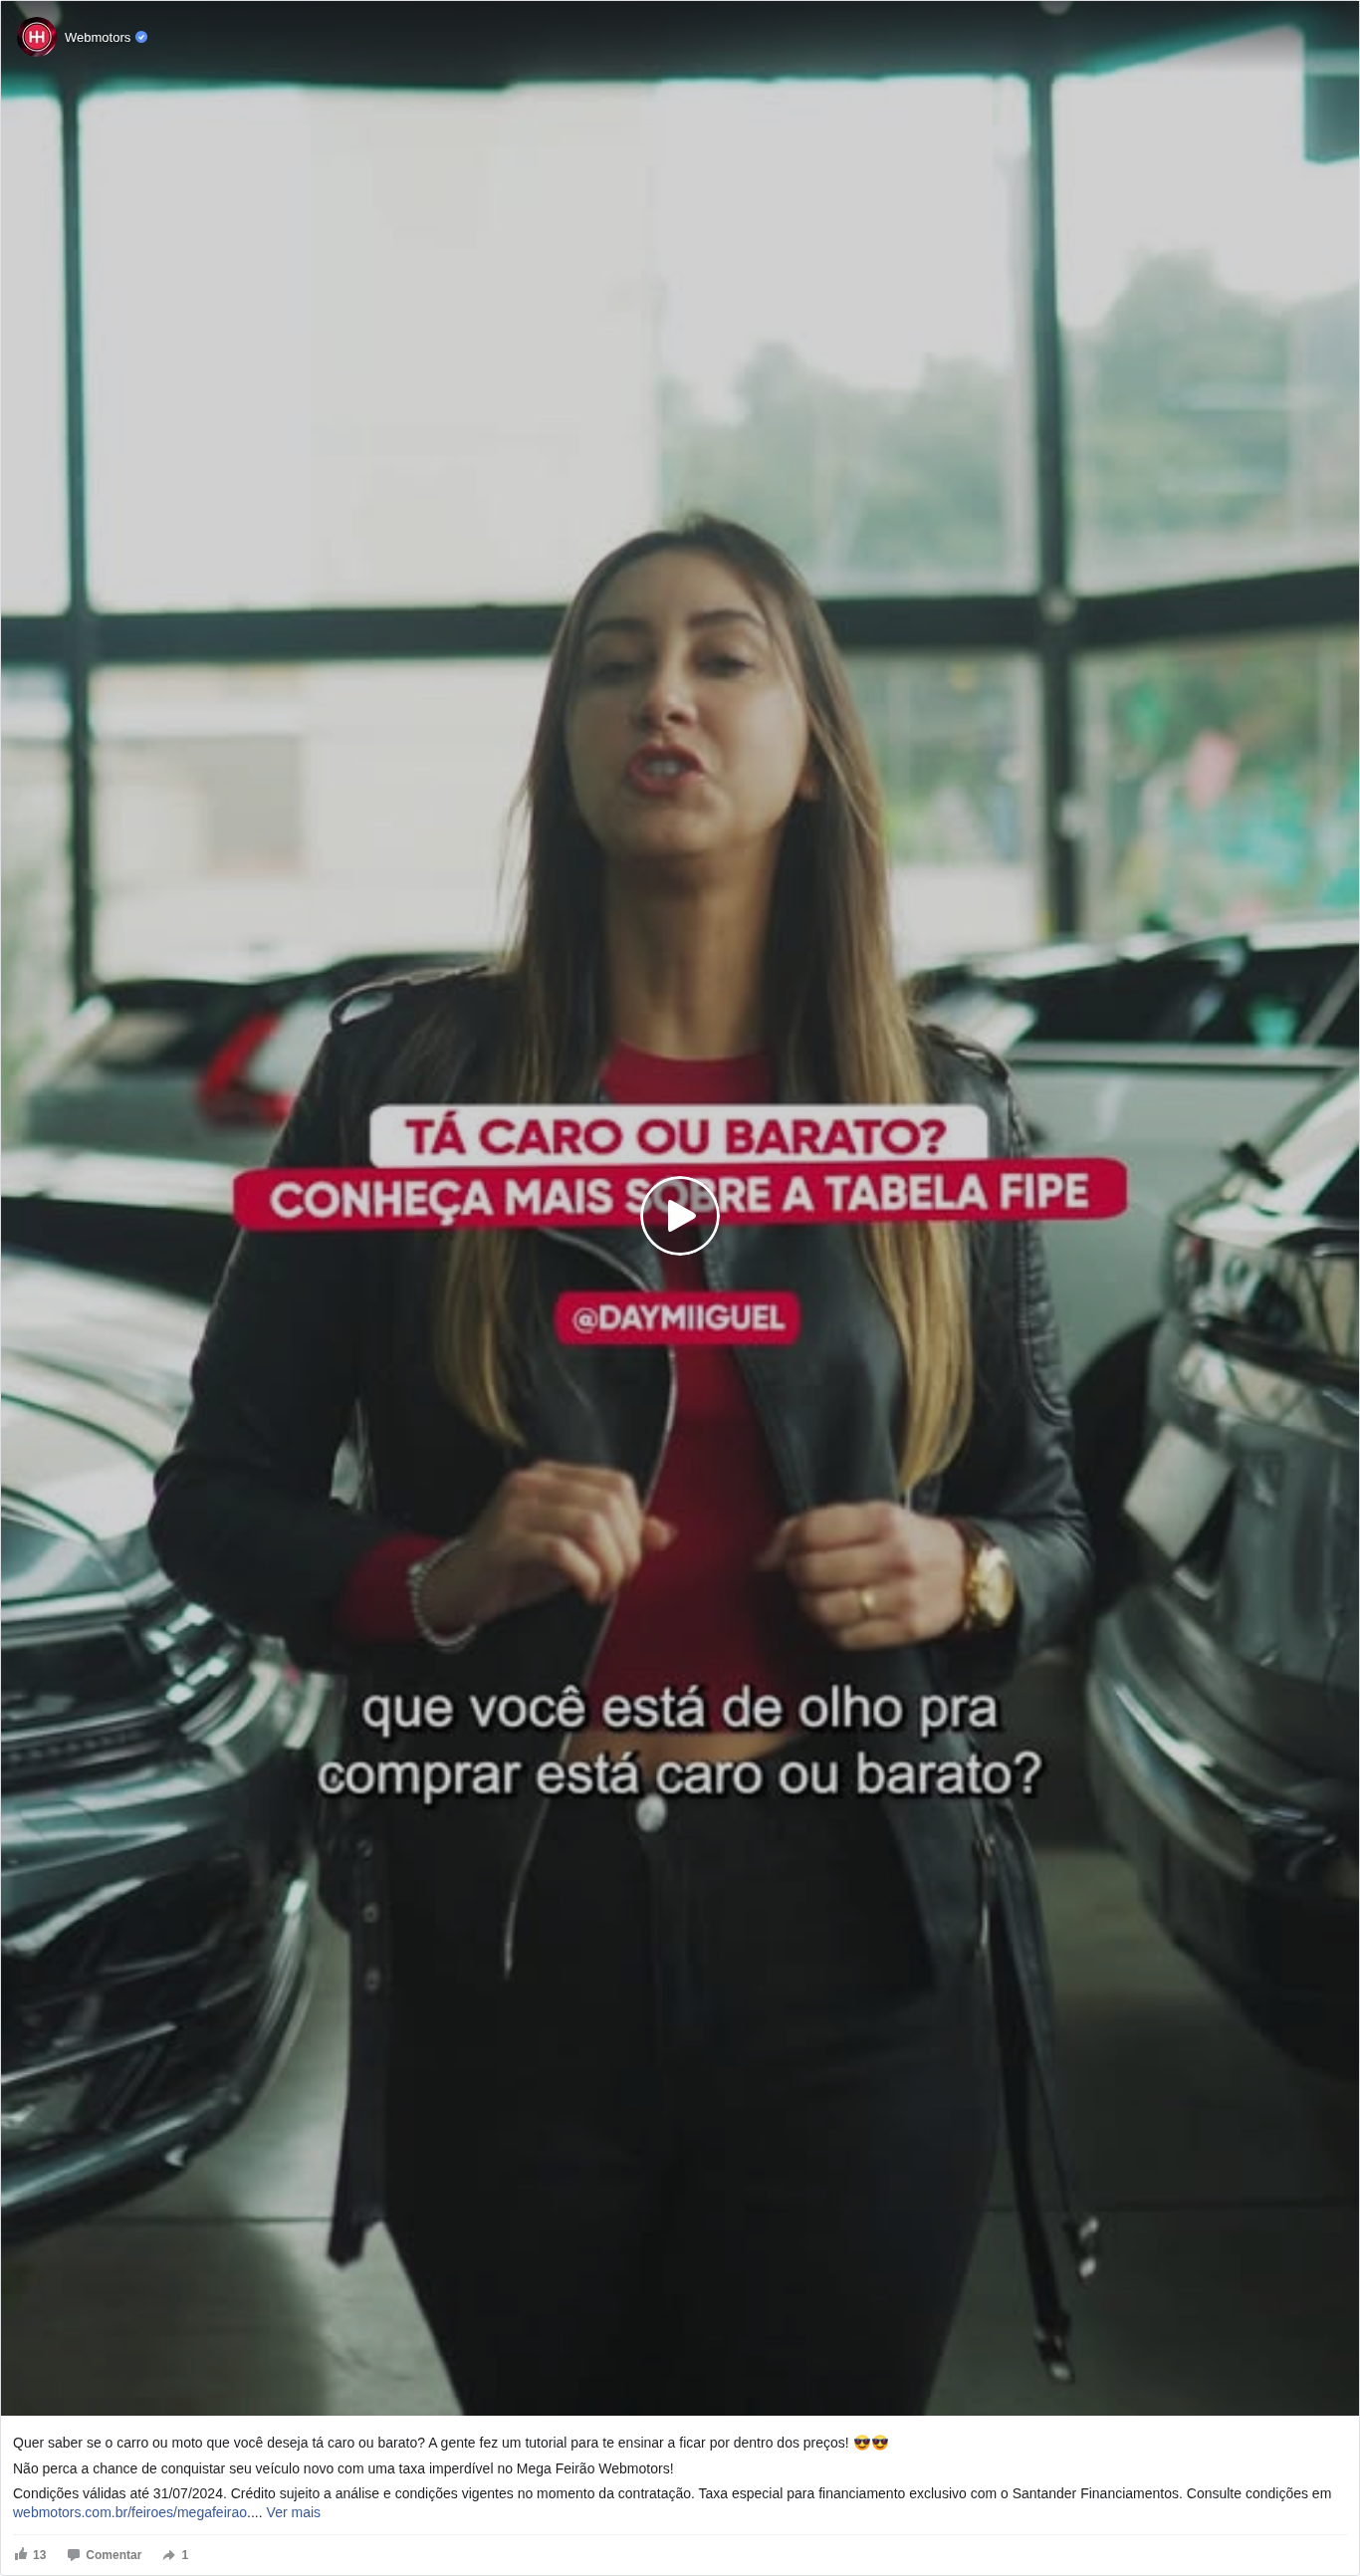 Webmotors
TÁ CARO OU BARATO?
CONHEÇA MAIS SOBRE A TABELA FIPE
@DAYMIIGUEL
que você está de olho pra
comprar está caro ou barato?
Quer saber se o carro ou moto que você deseja tá caro ou barato? A gente fez um tutorial para te ensinar a ficar por dentro dos preços! 😎😎
Não perca a chance de conquistar seu veículo novo com uma taxa imperdível no Mega Feirão Webmotors!
Condições válidas até 31/07/2024. Crédito sujeito a análise e condições vigentes no momento da contratação. Taxa especial para financiamento exclusivo com o Santander Financiamentos. Consulte condições em
webmotors.com.br/feiroes/megafeirao.... Ver mais
13 Comentar 1